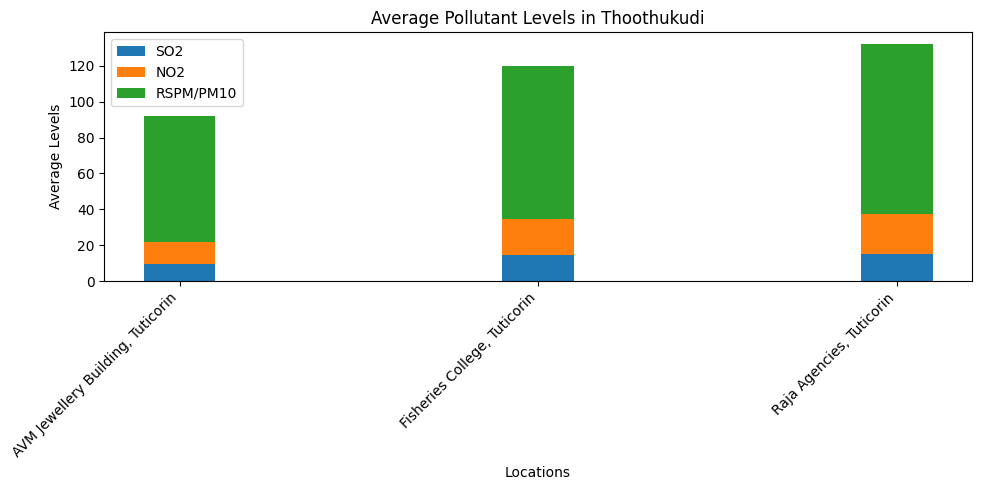 Average Pollutant Levels in Thoothukudi
SO2
NO2
RSPM/PM10
Average Levels
120
100
80
60
40
20
0
AVM Jewellery Building, Tuticorin
Fisheries College, Tuticorin
Raja Agencies, Tuticorin
Locations